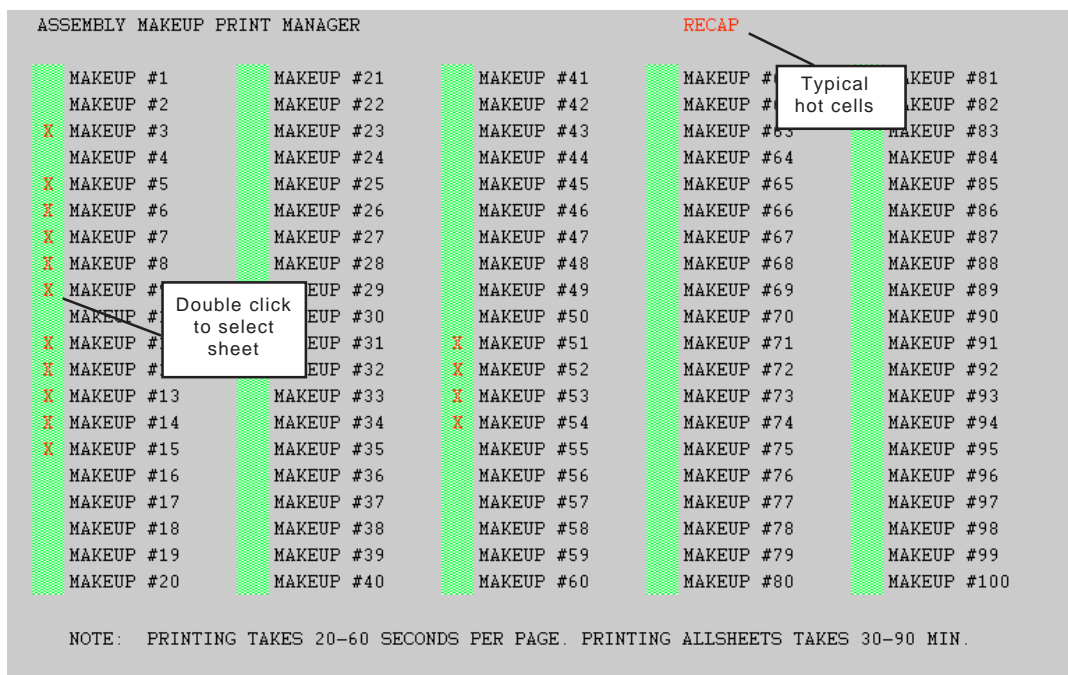 ASSEMBLY MAKEUP PRINT MANAGER RECAP
MAKEUP #1 MAKEUP #21 MAKEUP #41 MAKEUP # MAKEUP #81
Typical
hot cells
MAKEUP #2 MAKEUP #22 MAKEUP #42 MAKEUP # MAKEUP #82
X MAKEUP #3 MAKEUP #23 MAKEUP #43 MAKEUP #63 MAKEUP #83
MAKEUP #4 MAKEUP #24 MAKEUP #44 MAKEUP #64 MAKEUP #84
X MAKEUP #5 MAKEUP #25 MAKEUP #45 MAKEUP #65 MAKEUP #85
X MAKEUP #6 MAKEUP #26 MAKEUP #46 MAKEUP #66 MAKEUP #86
X MAKEUP #7 MAKEUP #27 MAKEUP #47 MAKEUP #67 MAKEUP #87
X MAKEUP #8 MAKEUP #28 MAKEUP #48 MAKEUP #68 MAKEUP #88
X MAKEUP # EUP #29 MAKEUP #49 MAKEUP #69 MAKEUP #89
Double click
to select
sheet
MAKEUP # EUP #30 MAKEUP #50 MAKEUP #70 MAKEUP #90
X MAKEUP # EUP #31 X MAKEUP #51 MAKEUP #71 MAKEUP #91
X MAKEUP # EUP #32 X MAKEUP #52 MAKEUP #72 MAKEUP #92
X MAKEUP #13 MAKEUP #33 X MAKEUP #53 MAKEUP #73 MAKEUP #93
X MAKEUP #14 MAKEUP #34 X MAKEUP #54 MAKEUP #74 MAKEUP #94
X MAKEUP #15 MAKEUP #35 MAKEUP #55 MAKEUP #75 MAKEUP #95
MAKEUP #16 MAKEUP #36 MAKEUP #56 MAKEUP #76 MAKEUP #96
MAKEUP #17 MAKEUP #37 MAKEUP #57 MAKEUP #77 MAKEUP #97
MAKEUP #18 MAKEUP #38 MAKEUP #58 MAKEUP #78 MAKEUP #98
MAKEUP #19 MAKEUP #39 MAKEUP #59 MAKEUP #79 MAKEUP #99
MAKEUP #20 MAKEUP #40 MAKEUP #60 MAKEUP #80 MAKEUP #100
NOTE: PRINTING TAKES 20-60 SECONDS PER PAGE. PRINTING ALLSHEETS TAKES 30-90 MIN.